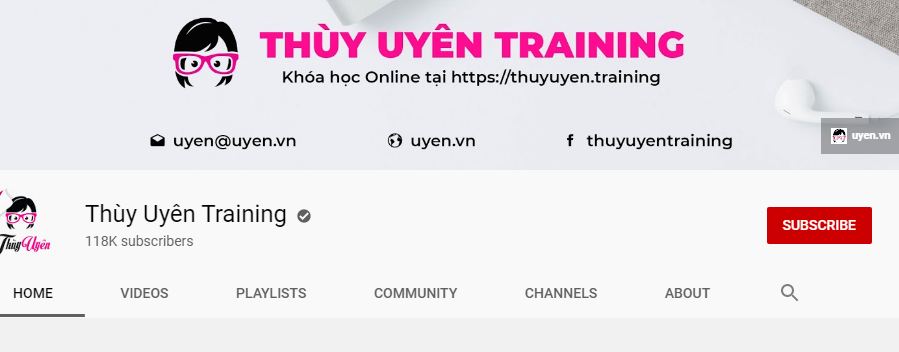 THÙY UYÊN TRAINING
Khóa học Online tại https://thuyuyen.training
uyen@uyen.vn uyen.vn thuyuyentraining
uyen.vn
Thùy Uyên
Thùy Uyên Training
118K subscribers
SUBSCRIBE
HOME VIDEOS PLAYLISTS COMMUNITY CHANNELS ABOUT